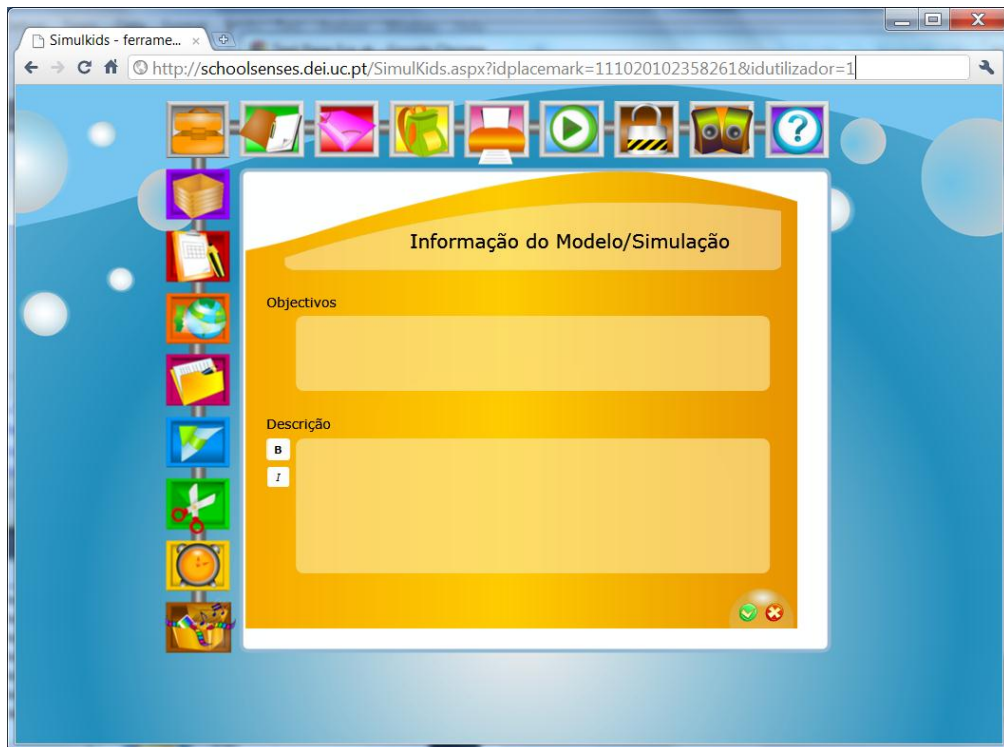 Simulkids - ferrame...
http://schoolsenses.dei.uc.pt/SimulKids.aspx?idplacemark=111020102358261&idutilizador=1
Informação do Modelo/Simulação
Objectivos
Descrição
B
I